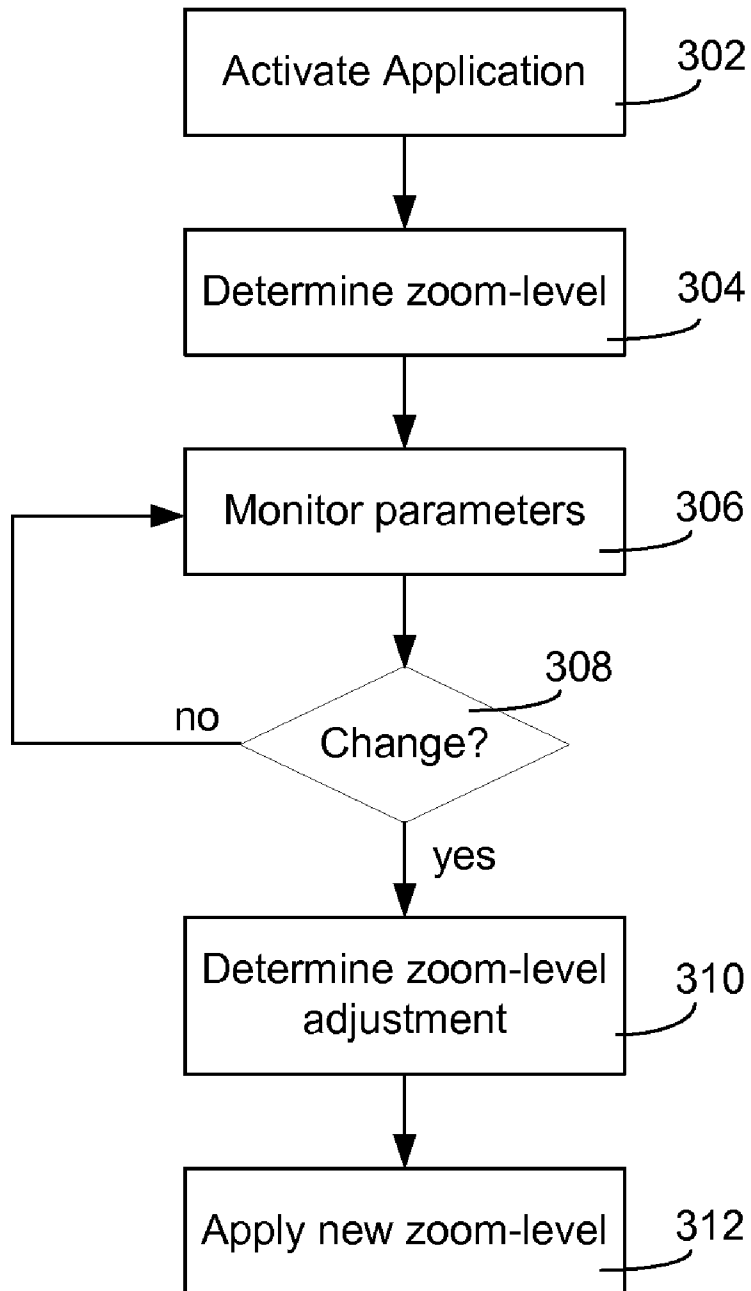 Activate Application
302
Determine zoom-level
304
Monitor parameters
306
308
no
Change?
yes
Determine zoom-level
adjustment
310
Apply new zoom-level
312